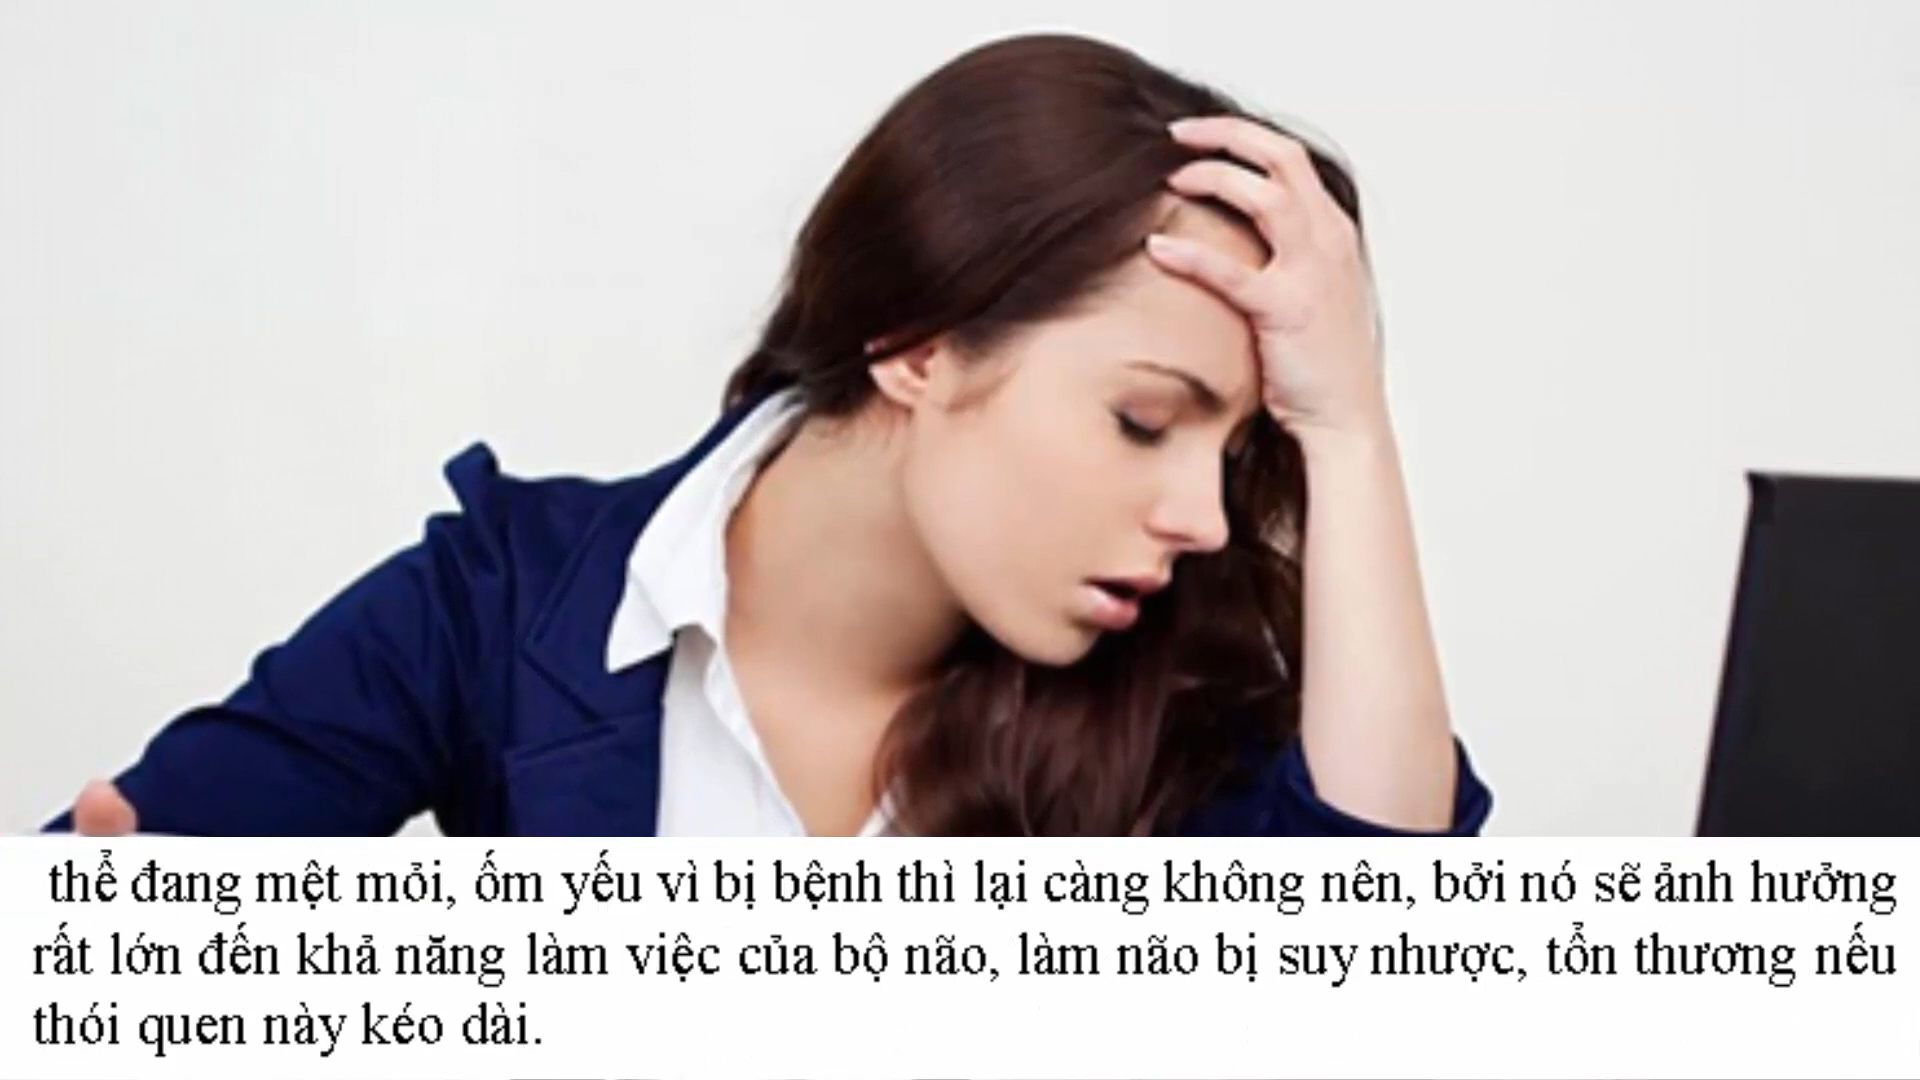 thể đang mệt mỏi, ốm yếu vì bị bệnh thì lại càng không nên, bởi nó sẽ ảnh hưởng
rất lớn đến khả năng làm việc của bộ não, làm não bị suy nhược, tổn thương nếu
thói quen này kéo dài.